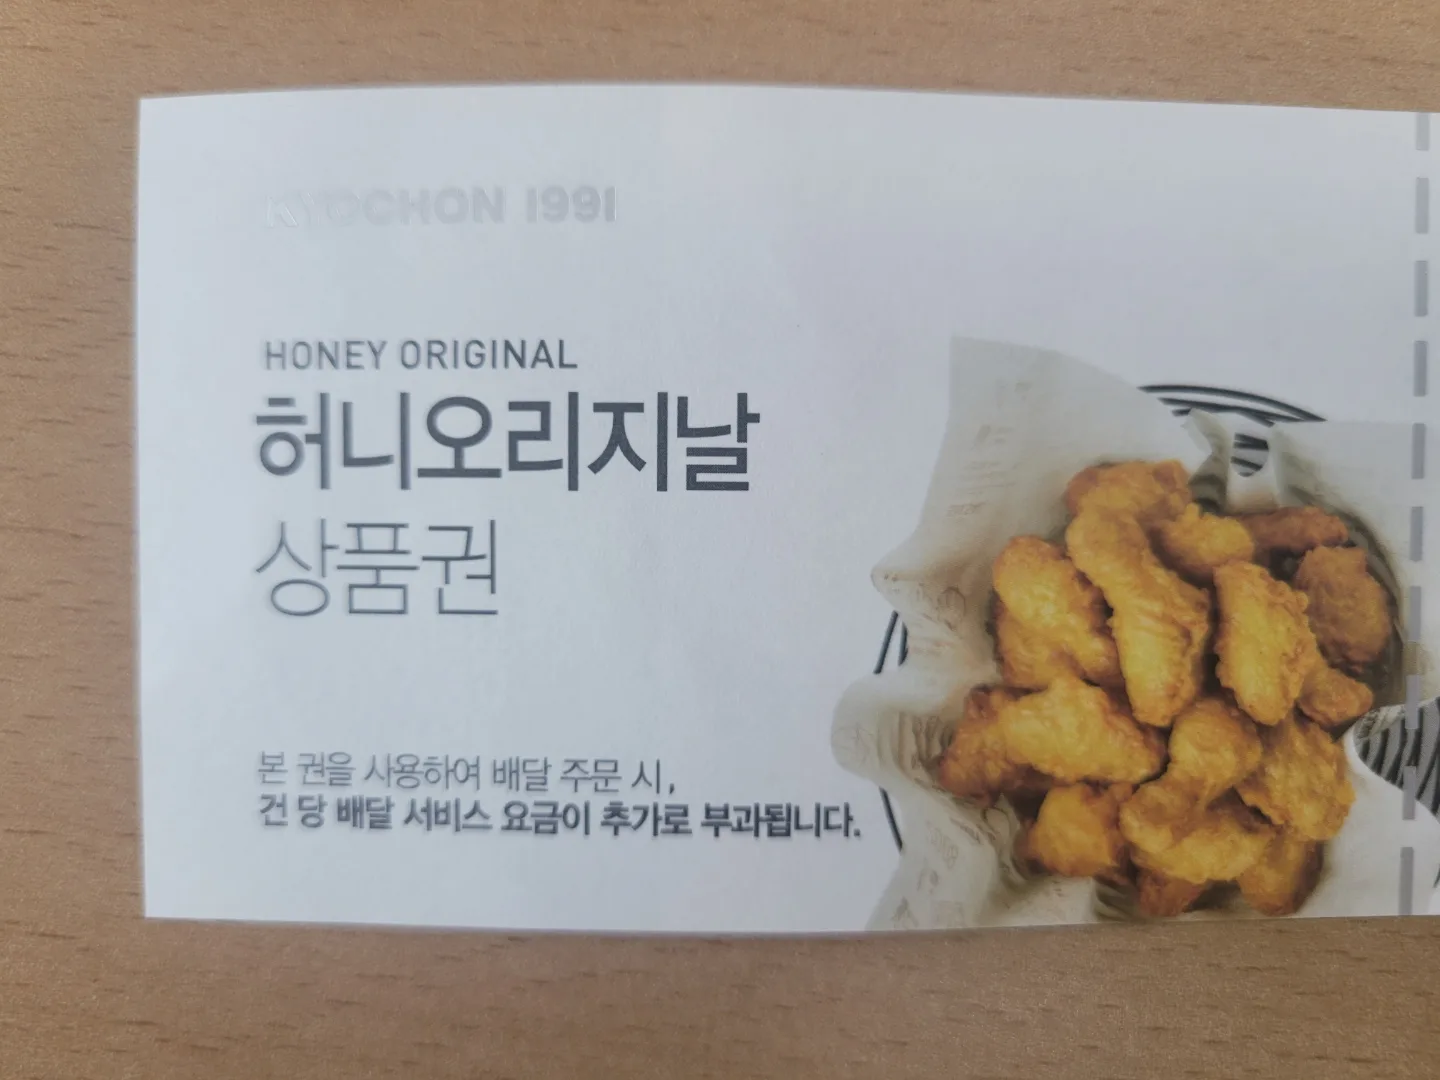 KYOCHON 1991
HONEY ORIGINAL
허니오리지날
상품권
본 권을 사용하여 배달 주문 시,
건 당 배달 서비스 요금이 추가로 부과됩니다.